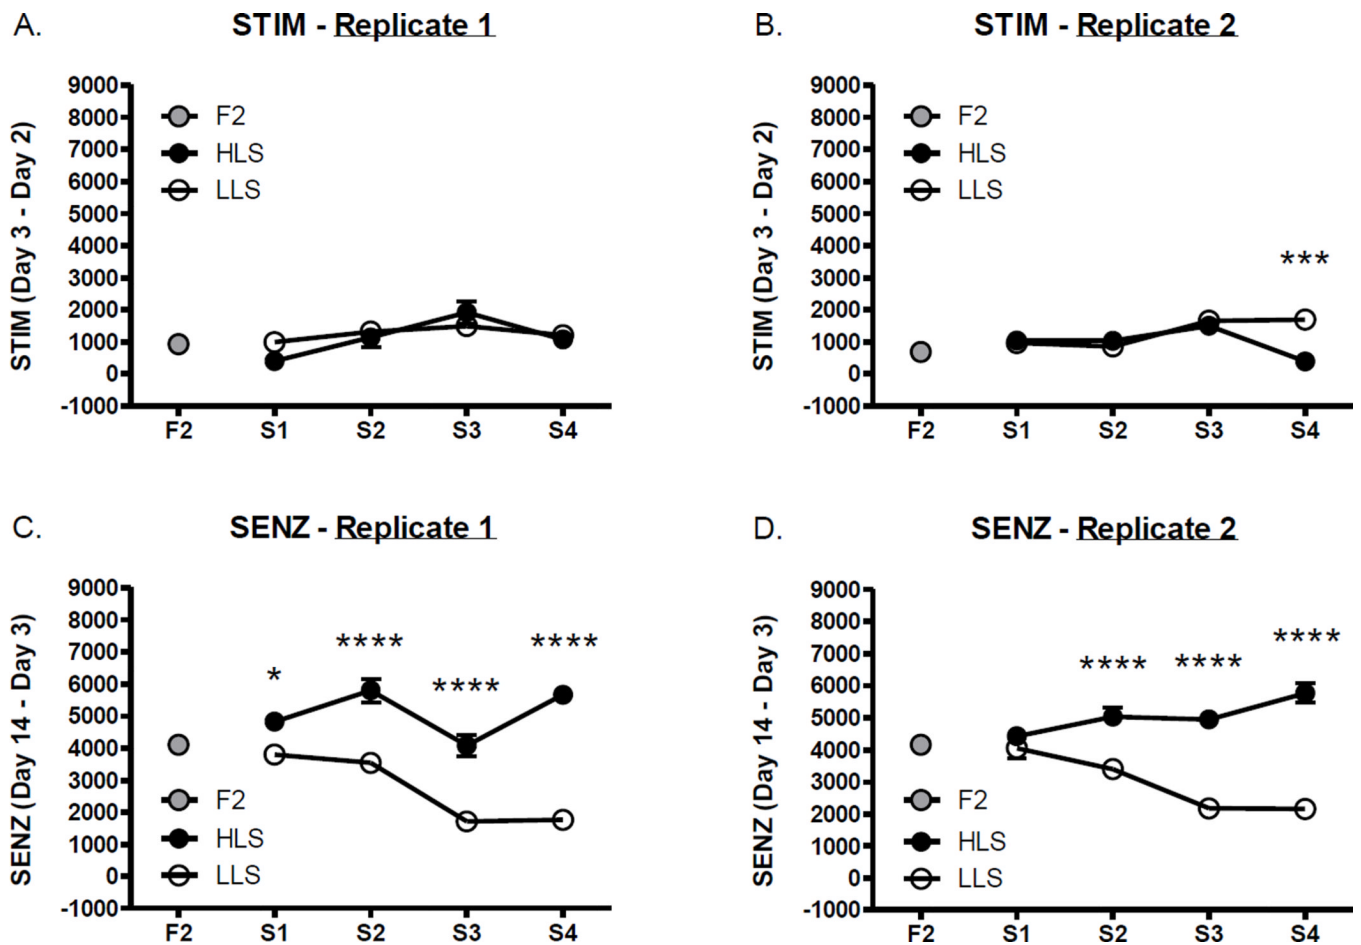 A.
STIM - Replicate 1
STIM (Day 3 - Day 2)
9000
8000
7000
6000
5000
4000
3000
2000
1000
0
-1000
F2
HLS
LLS
F2 S1 S2 S3 S4
B.
STIM - Replicate 2
STIM (Day 3 - Day 2)
9000
8000
7000
6000
5000
4000
3000
2000
1000
0
-1000
F2
HLS
LLS
***
F2 S1 S2 S3 S4
C.
SENZ - Replicate 1
SENZ (Day 14 - Day 3)
9000
8000
7000
6000
5000
4000
3000
2000
1000
0
-1000
* **** **** ****
F2
HLS
LLS
F2 S1 S2 S3 S4
D.
SENZ - Replicate 2
SENZ (Day 14 - Day 3)
9000
8000
7000
6000
5000
4000
3000
2000
1000
0
-1000
**** **** ****
F2
HLS
LLS
F2 S1 S2 S3 S4